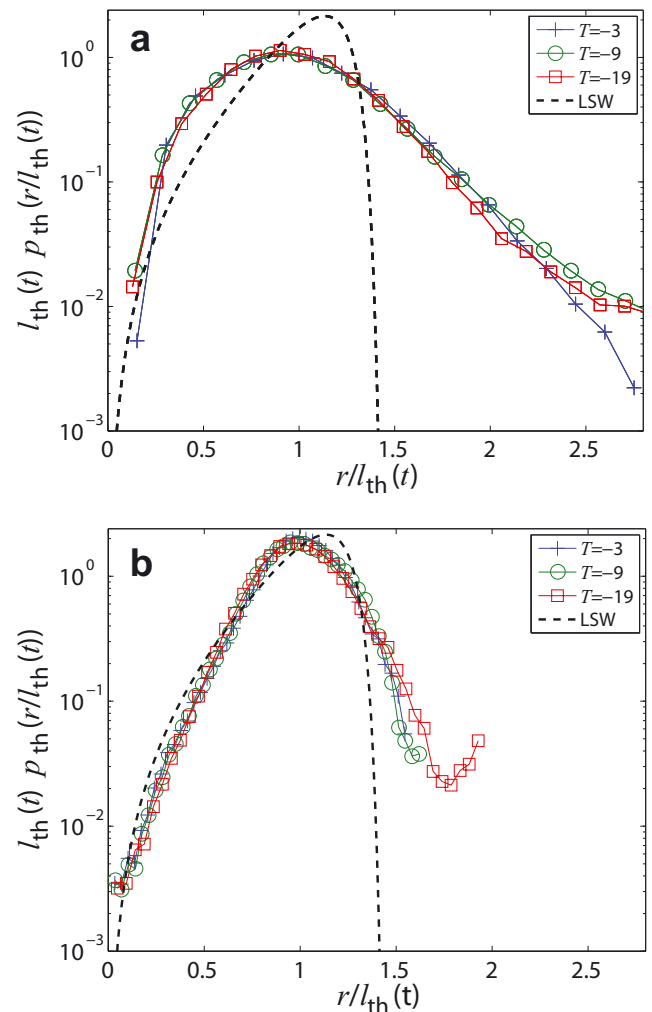 a
T=−3
T=−9
T=−19
LSW
l_th(t) p_th(r/l_th(t))
10^0
10^−1
10^−2
10^−3
0 0.5 1 1.5 2 2.5
r/l_th(t)
b
T=−3
T=−9
T=−19
LSW
l_th(t) p_th(r/l_th(t))
10^0
10^−1
10^−2
10^−3
0 0.5 1 1.5 2 2.5
r/l_th(t)